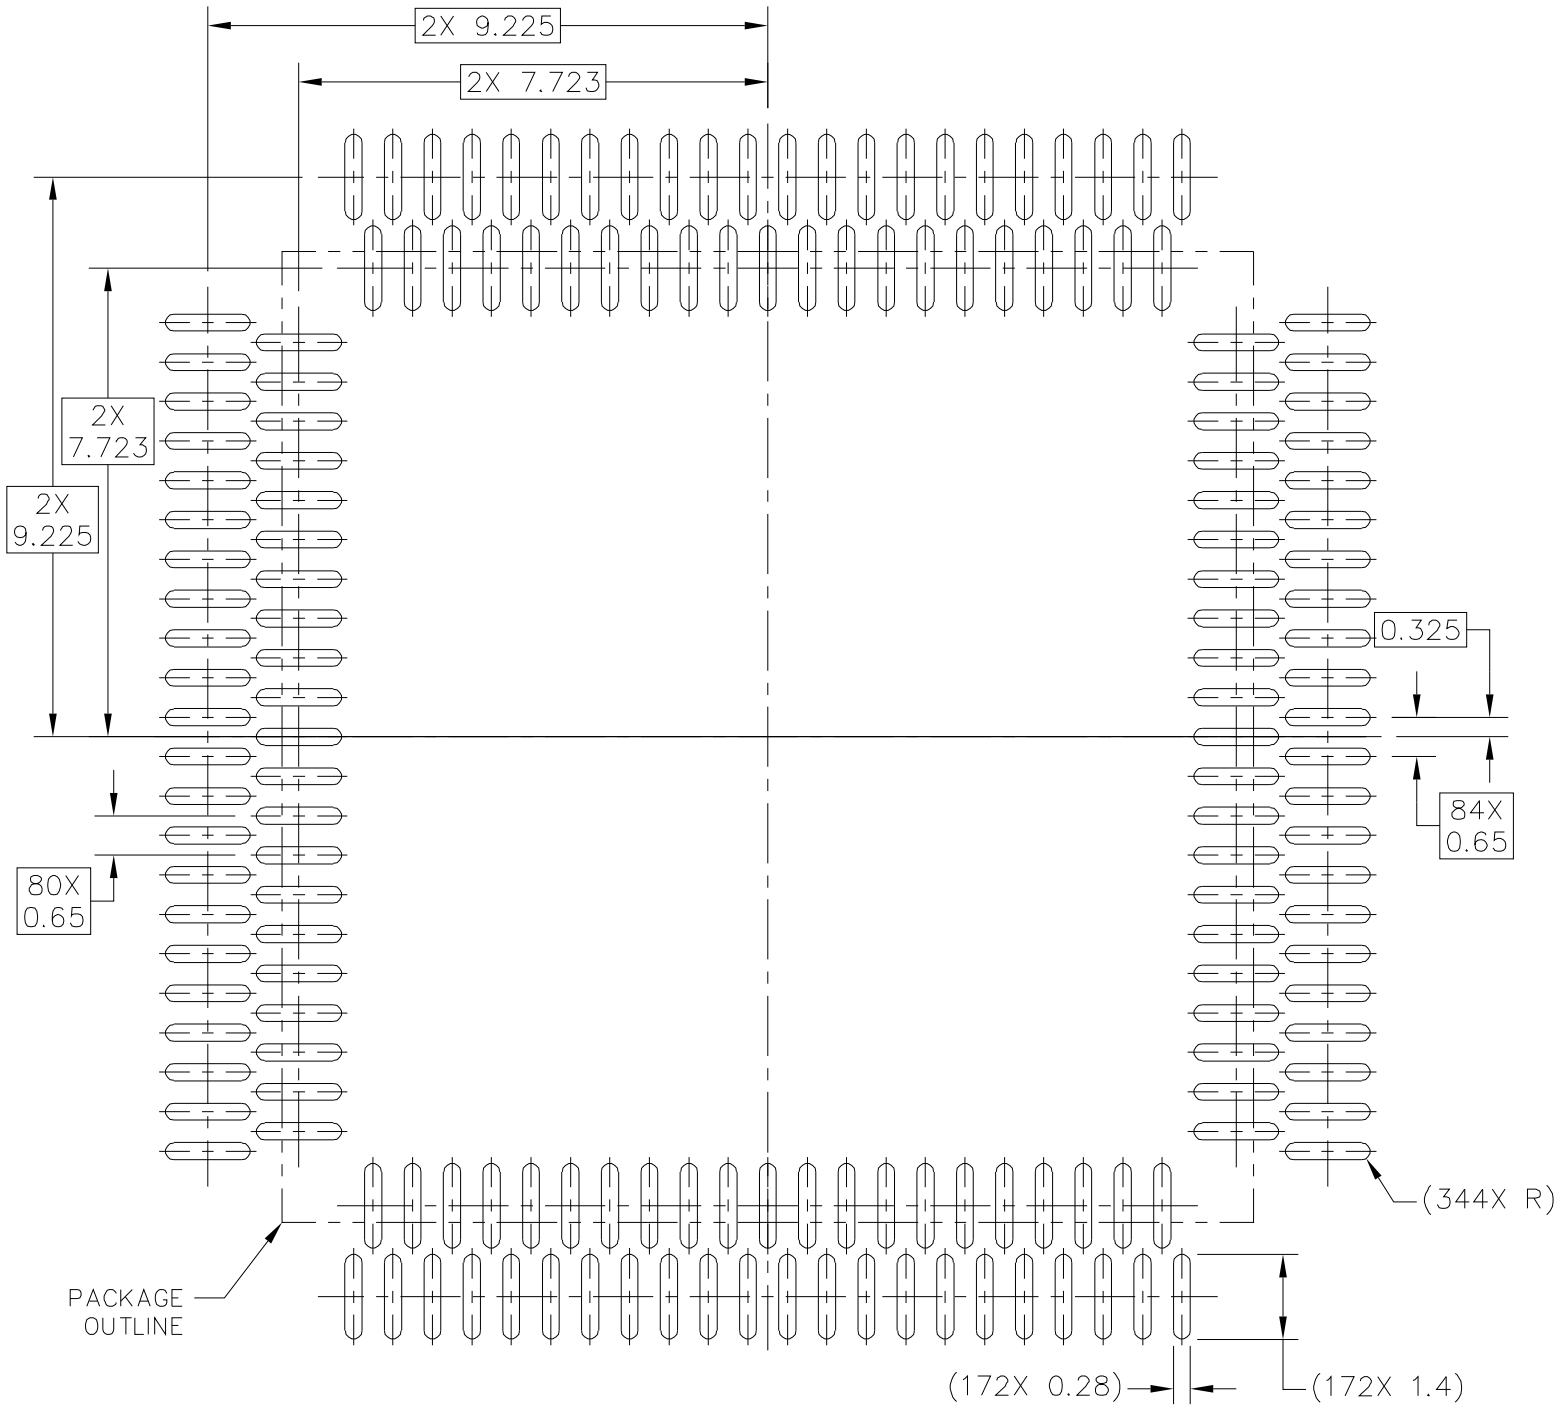 2X 9.225
2X 7.723
2X
7.723
2X
9.225
0.325
84X
0.65
80X
0.65
(344X R)
PACKAGE
OUTLINE
(172X 0.28)
(172X 1.4)